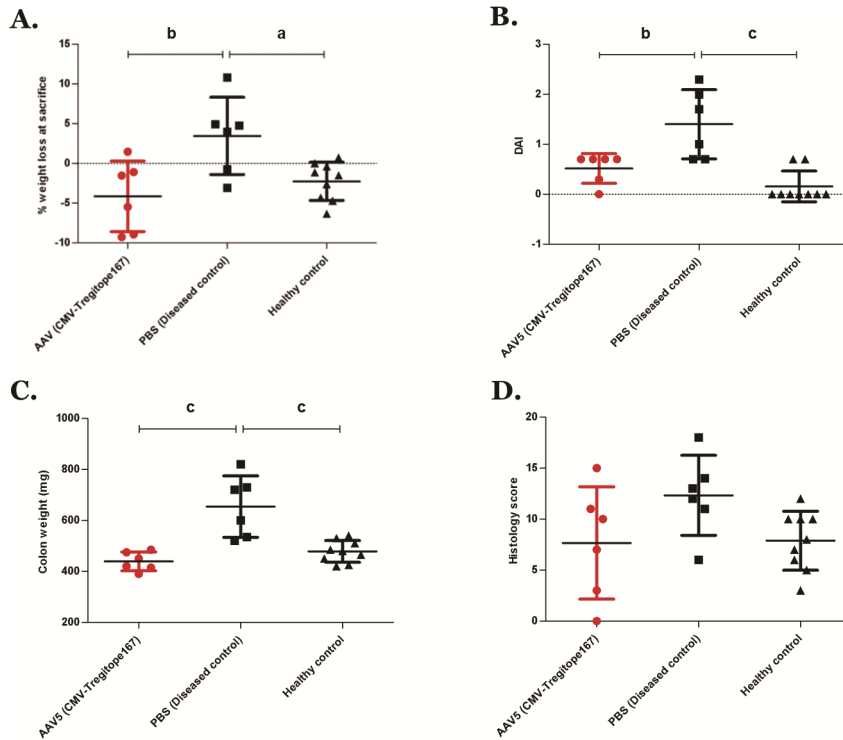 A.
b
a
% weight loss at sacrifice
15
10
5
0
-5
-10
AAV (CMV-Tregitope167)
PBS (Diseased control)
Healthy control
B.
b
c
DAI
3
2
1
0
-1
AAV5 (CMV-Tregitope167)
PBS (Diseased control)
Healthy control
C.
c
c
Colon weight (mg)
1000
800
600
400
200
AAV5 (CMV-Tregitope167)
PBS (Diseased control)
Healthy control
D.
Histology score
20
15
10
5
0
AAV5 (CMV-Tregitope167)
PBS (Diseased control)
Healthy control